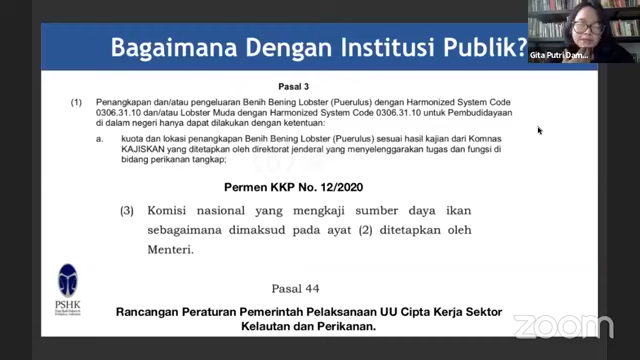 Bagaimana Dengan Institusi Publik?
Gita Putri Dam...
Pasal 3
(1) Penangkapan dan/atau pengeluaran Benih Bening Lobster (Puerulus) dengan Harmonized System Code
0306.31.10 dan/atau Lobster Muda dengan Harmonized System Code 0306.31.10 untuk Pembudidayaan
di dalam negeri hanya dapat dilakukan dengan ketentuan:
a. kuota dan lokasi penangkapan Benih Bening Lobster (Puerulus) sesuai hasil kajian dari Komnas
KAJISKAN yang ditetapkan oleh direktorat jenderal yang menyelenggarakan tugas dan fungsi di
bidang perikanan tangkap;
Permen KKP No. 12/2020
(3) Komisi nasional yang mengkaji sumber daya ikan
sebagaimana dimaksud pada ayat (2) ditetapkan oleh
Menteri.
Pasal 44
PSHK
Rancangan Peraturan Pemerintah Pelaksanaan UU Cipta Kerja Sektor
Kelautan dan Perikanan.
zoom